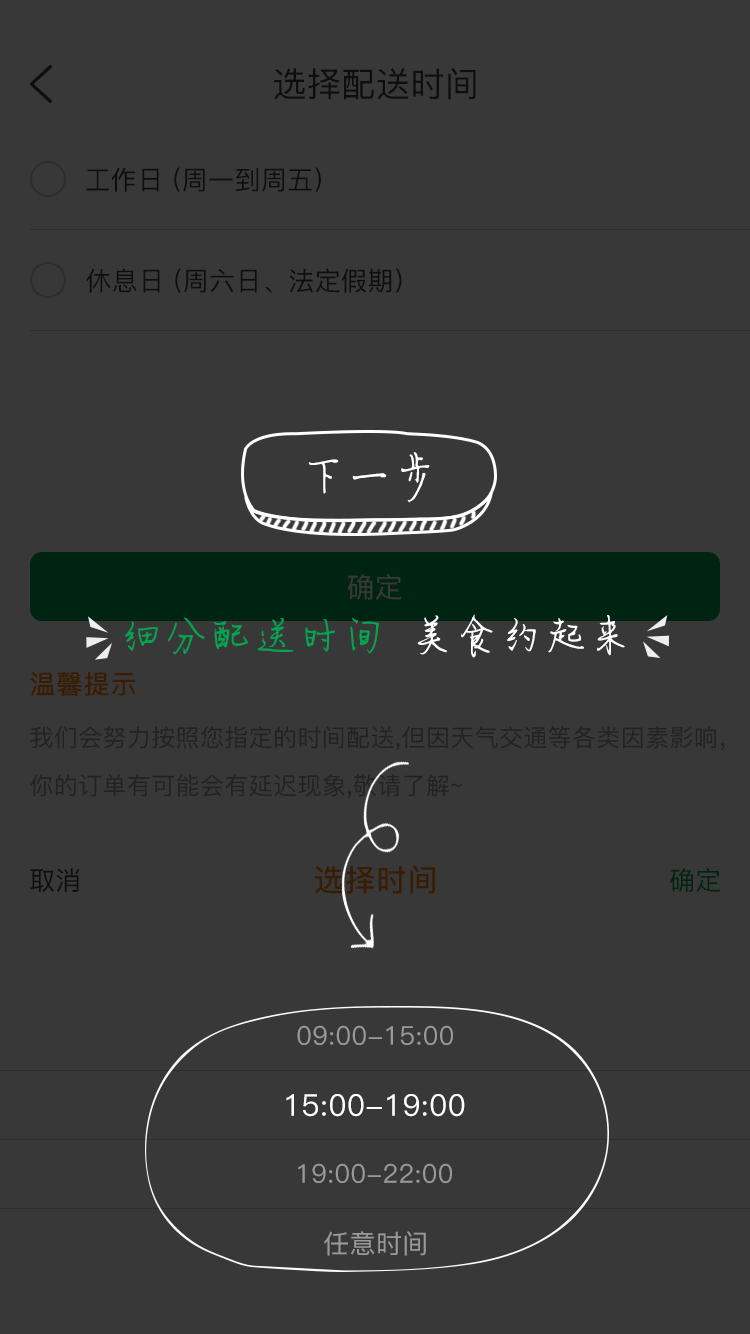 选择配送时间
工作日 (周一到周五)
休息日 (周六日、法定假期)
下一步
确定
细分配送时间 美食约起来
温馨提示
我们会努力按照您指定的时间配送,但因天气交通等各类因素影响,
你的订单有可能会有延迟现象,敬请了解~
取消 选择时间 确定
09:00–15:00
15:00–19:00
19:00–22:00
任意时间